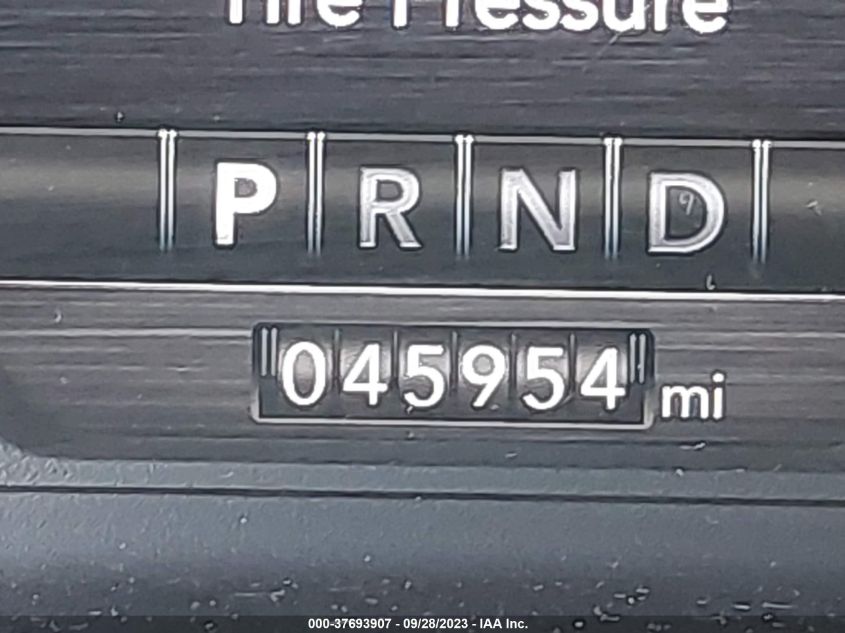 Tire Pressure
P R N D
045954 mi
000-37693907 - 09/28/2023 - IAA Inc.